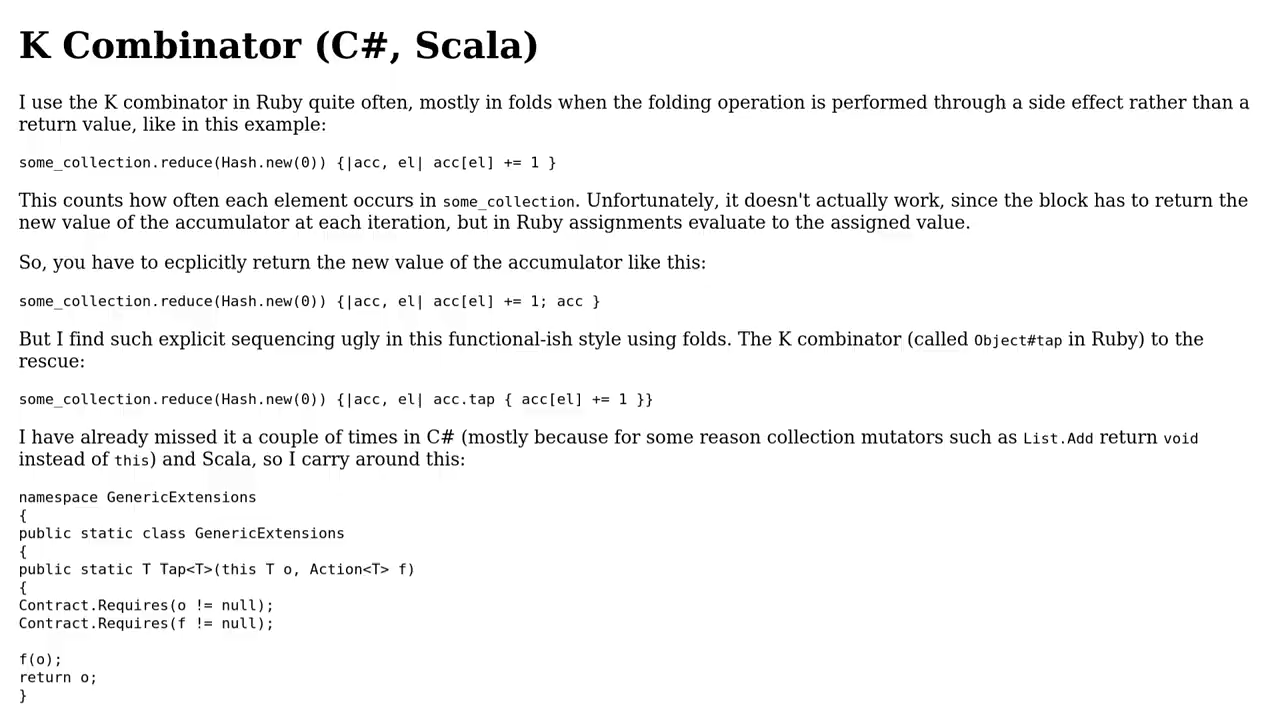 K Combinator (C#, Scala)
I use the K combinator in Ruby quite often, mostly in folds when the folding operation is performed through a side effect rather than a
return value, like in this example:
some_collection.reduce(Hash.new(0)) {|acc, el| acc[el] += 1 }
This counts how often each element occurs in some_collection. Unfortunately, it doesn't actually work, since the block has to return the
new value of the accumulator at each iteration, but in Ruby assignments evaluate to the assigned value.
So, you have to ecplicitly return the new value of the accumulator like this:
some_collection.reduce(Hash.new(0)) {|acc, el| acc[el] += 1; acc }
But I find such explicit sequencing ugly in this functional-ish style using folds. The K combinator (called Object#tap in Ruby) to the
rescue:
some_collection.reduce(Hash.new(0)) {|acc, el| acc.tap { acc[el] += 1 }}
I have already missed it a couple of times in C# (mostly because for some reason collection mutators such as List.Add return void
instead of this) and Scala, so I carry around this:
namespace GenericExtensions
{
public static class GenericExtensions
{
public static T Tap<T>(this T o, Action<T> f)
{
Contract.Requires(o != null);
Contract.Requires(f != null);
f(o);
return o;
}